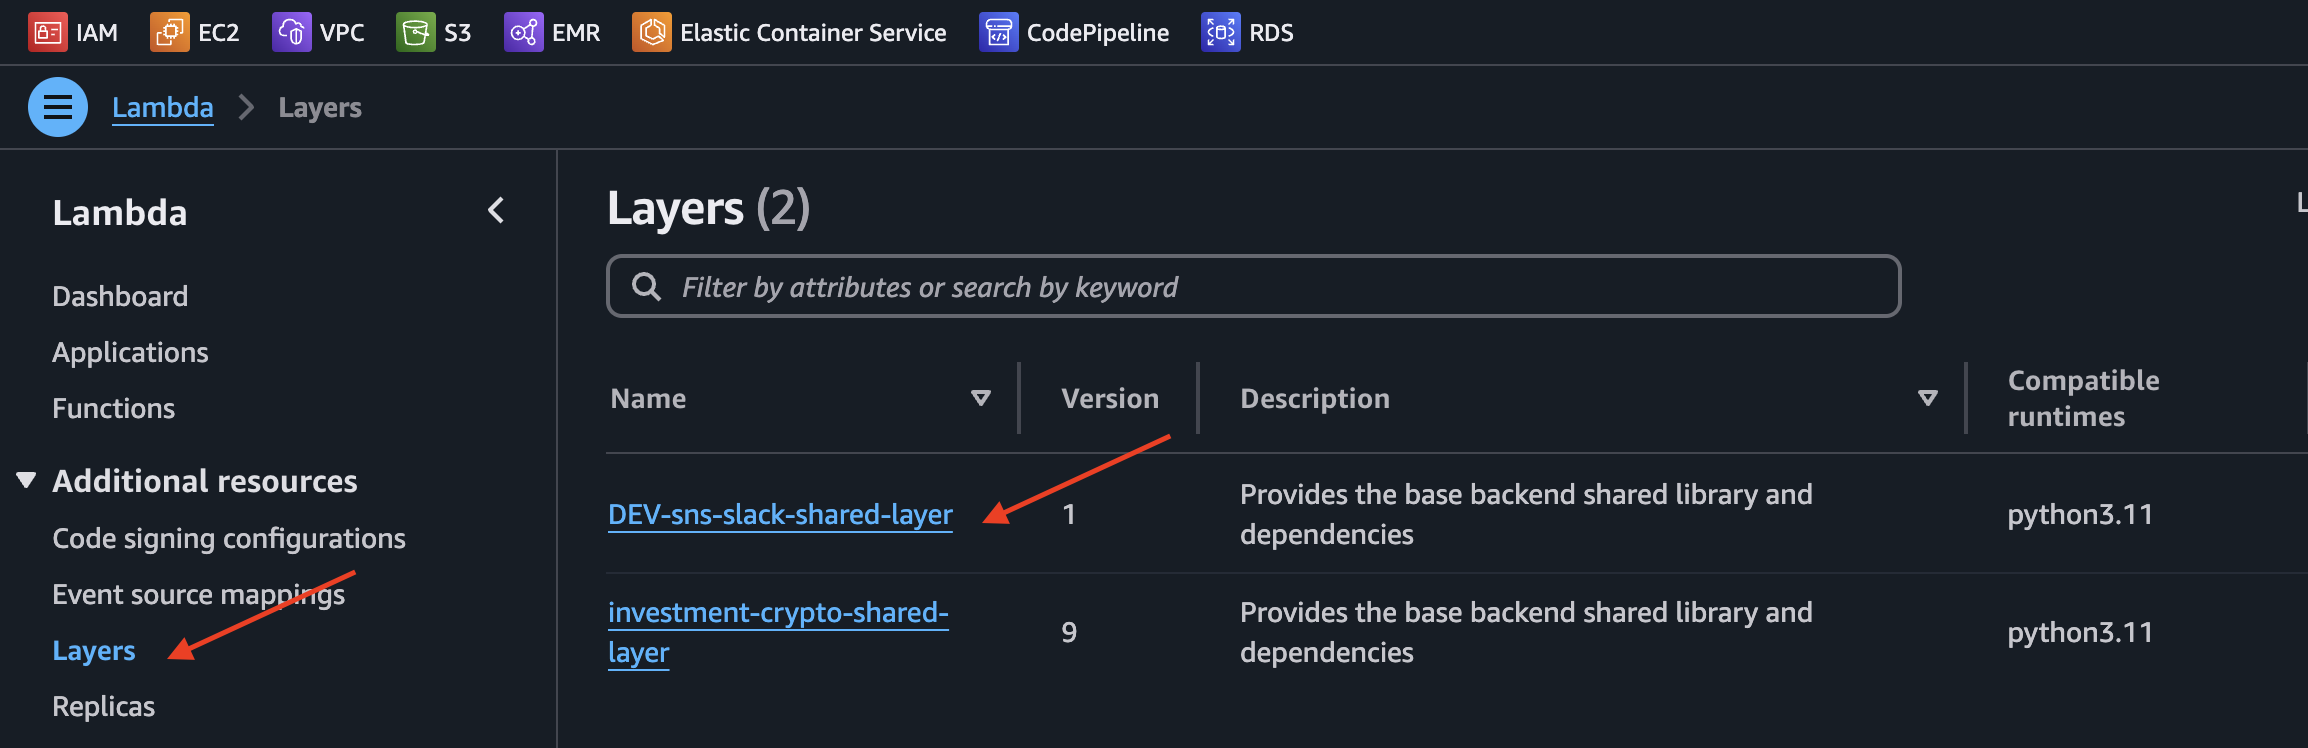 IAM EC2 VPC S3 EMR Elastic Container Service CodePipeline RDS
Lambda Layers
Lambda
Dashboard
Applications
Functions
Additional resources
Code signing configurations
Event source mappings
Layers
Replicas
Layers (2)
L
Filter by attributes or search by keyword
Name Version Description Compatible
runtimes
DEV-sns-slack-shared-layer 1 Provides the base backend shared library and
dependencies python3.11
investment-crypto-shared-
layer 9 Provides the base backend shared library and
dependencies python3.11